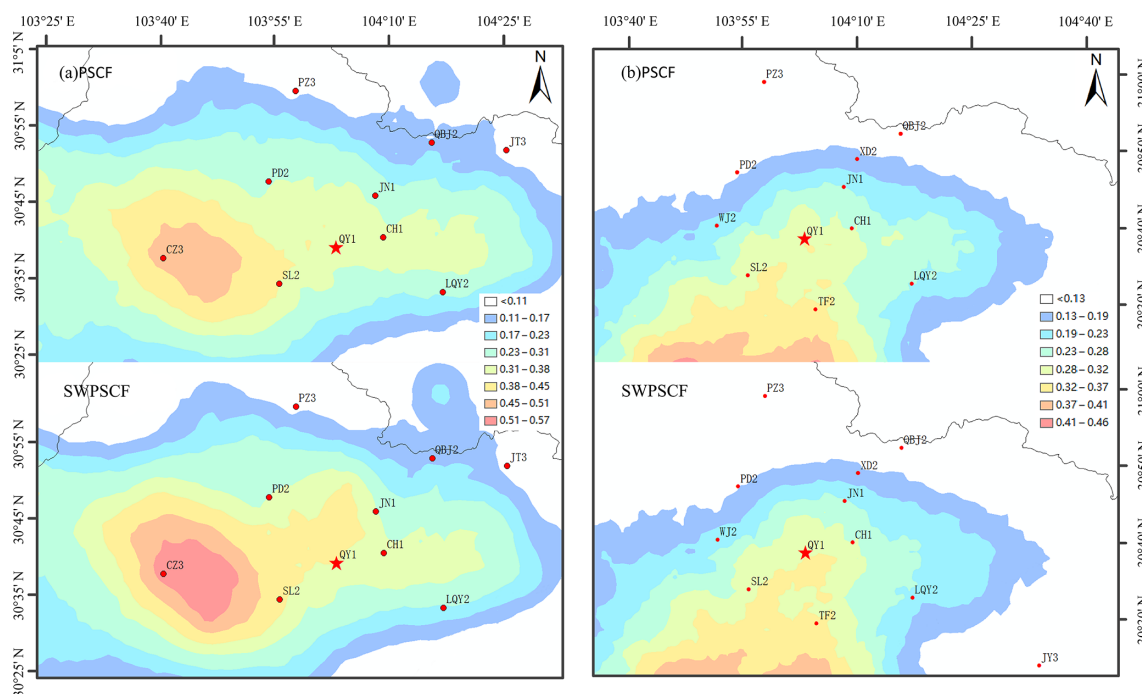 103°25' E 103°40' E 103°55' E 104°10' E 104°25' E
103°40' E 103°55' E 104°10' E 104°25' E 104°40' E
31°5' N
30°55' N
30°45' N
30°35' N
30°25' N
(a)PSCF
N
PZ3
QBJ2
JT3
PD2
JN1
CH1
QY1
CZ3
SL2
LQY2
<0.11
0.11–0.17
0.17–0.23
0.23–0.31
0.31–0.38
0.38–0.45
0.45–0.51
0.51–0.57
SWPSCF
PZ3
QBJ2
JT3
PD2
JN1
CH1
QY1
CZ3
SL2
LQY2
30°55' N
30°45' N
30°35' N
30°25' N
(b)PSCF
N
PZ3
QBJ2
XD2
PD2
JN1
WJ2
CH1
QY1
SL2
LQY2
TF2
<0.13
0.13–0.19
0.19–0.23
0.23–0.28
0.28–0.32
0.32–0.37
0.37–0.41
0.41–0.46
SWPSCF
PZ3
QBJ2
XD2
PD2
JN1
WJ2
CH1
QY1
SL2
LQY2
TF2
JY3